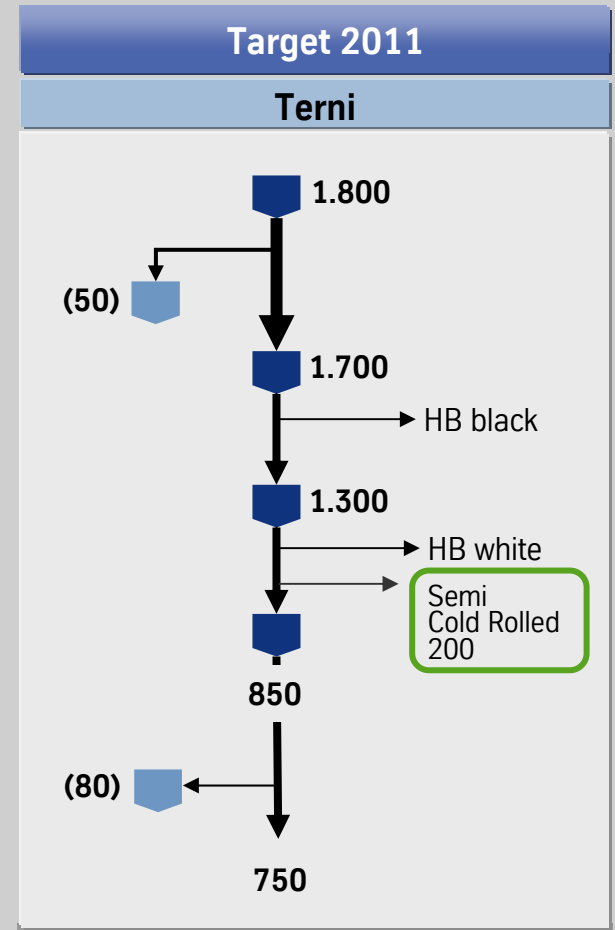 Target 2011
Terni
1.800
(50)
1.700
HB black
1.300
HB white
Semi
Cold Rolled
200
850
(80)
750